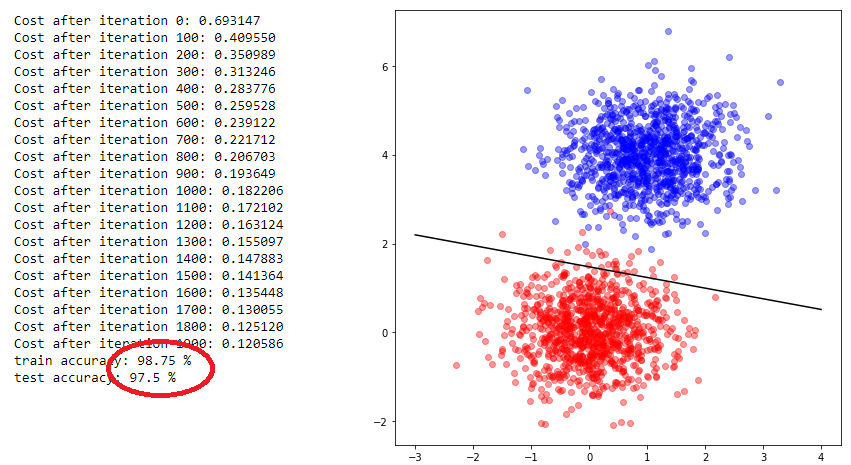 Cost after iteration 0: 0.693147
Cost after iteration 100: 0.409550
Cost after iteration 200: 0.350989
Cost after iteration 300: 0.313246
Cost after iteration 400: 0.283776
Cost after iteration 500: 0.259528
Cost after iteration 600: 0.239122
Cost after iteration 700: 0.221712
Cost after iteration 800: 0.206703
Cost after iteration 900: 0.193649
Cost after iteration 1000: 0.182206
Cost after iteration 1100: 0.172102
Cost after iteration 1200: 0.163124
Cost after iteration 1300: 0.155097
Cost after iteration 1400: 0.147883
Cost after iteration 1500: 0.141364
Cost after iteration 1600: 0.135448
Cost after iteration 1700: 0.130055
Cost after iteration 1800: 0.125120
Cost after iteration 1900: 0.120586
train accuracy: 98.75 %
test accuracy: 97.5 %
6
4
2
0
−2
−3 −2 −1 0 1 2 3 4